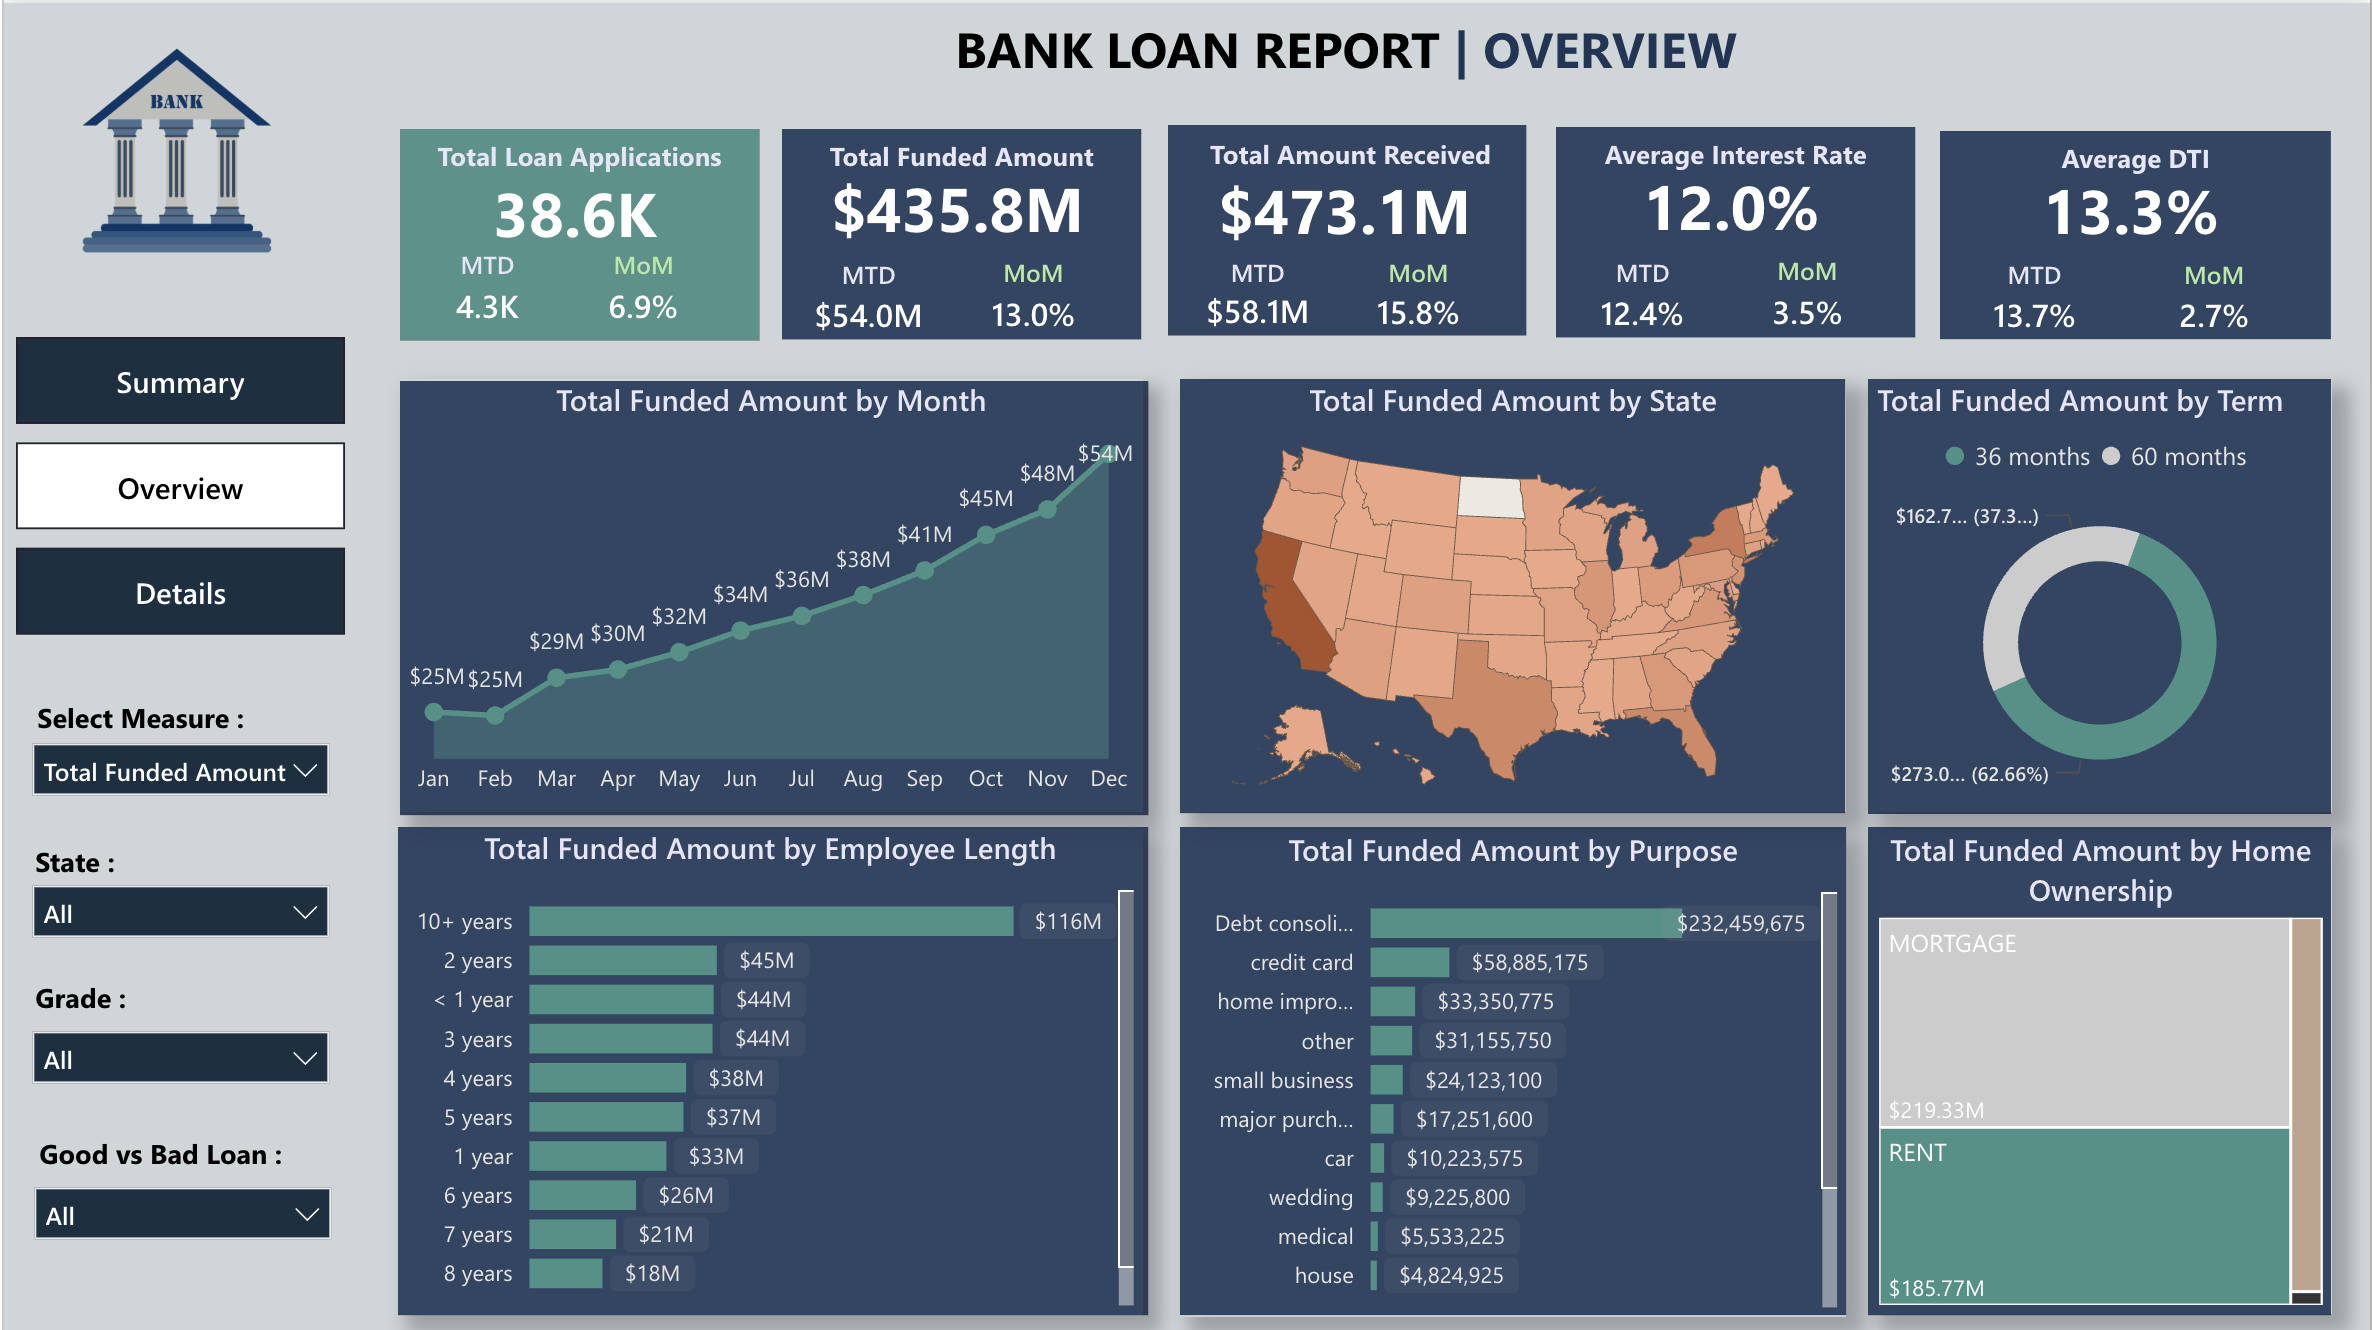 BANK LOAN REPORT | OVERVIEW
BANK
Total Loan Applications
38.6K
MTD MoM
4.3K 6.9%
Total Funded Amount
$435.8M
MTD MoM
$54.0M 13.0%
Total Amount Received
$473.1M
MTD MoM
$58.1M 15.8%
Average Interest Rate
12.0%
MTD MoM
12.4% 3.5%
Average DTI
13.3%
MTD MoM
13.7% 2.7%
Summary
Overview
Details
Select Measure :
Total Funded Amount
State :
All
Grade :
All
Good vs Bad Loan :
All
Total Funded Amount by Month
$25M $25M $29M $30M $32M $34M $36M $38M $41M $45M $48M $54M
Jan Feb Mar Apr May Jun Jul Aug Sep Oct Nov Dec
Total Funded Amount by State
Total Funded Amount by Term
36 months 60 months
$162.7... (37.3...)
$273.0... (62.66%)
Total Funded Amount by Employee Length
10+ years $116M
2 years $45M
< 1 year $44M
3 years $44M
4 years $38M
5 years $37M
1 year $33M
6 years $26M
7 years $21M
8 years $18M
Total Funded Amount by Purpose
Debt consoli... $232,459,675
credit card $58,885,175
home impro... $33,350,775
other $31,155,750
small business $24,123,100
major purch... $17,251,600
car $10,223,575
wedding $9,225,800
medical $5,533,225
house $4,824,925
Total Funded Amount by Home
Ownership
MORTGAGE
$219.33M
RENT
$185.77M